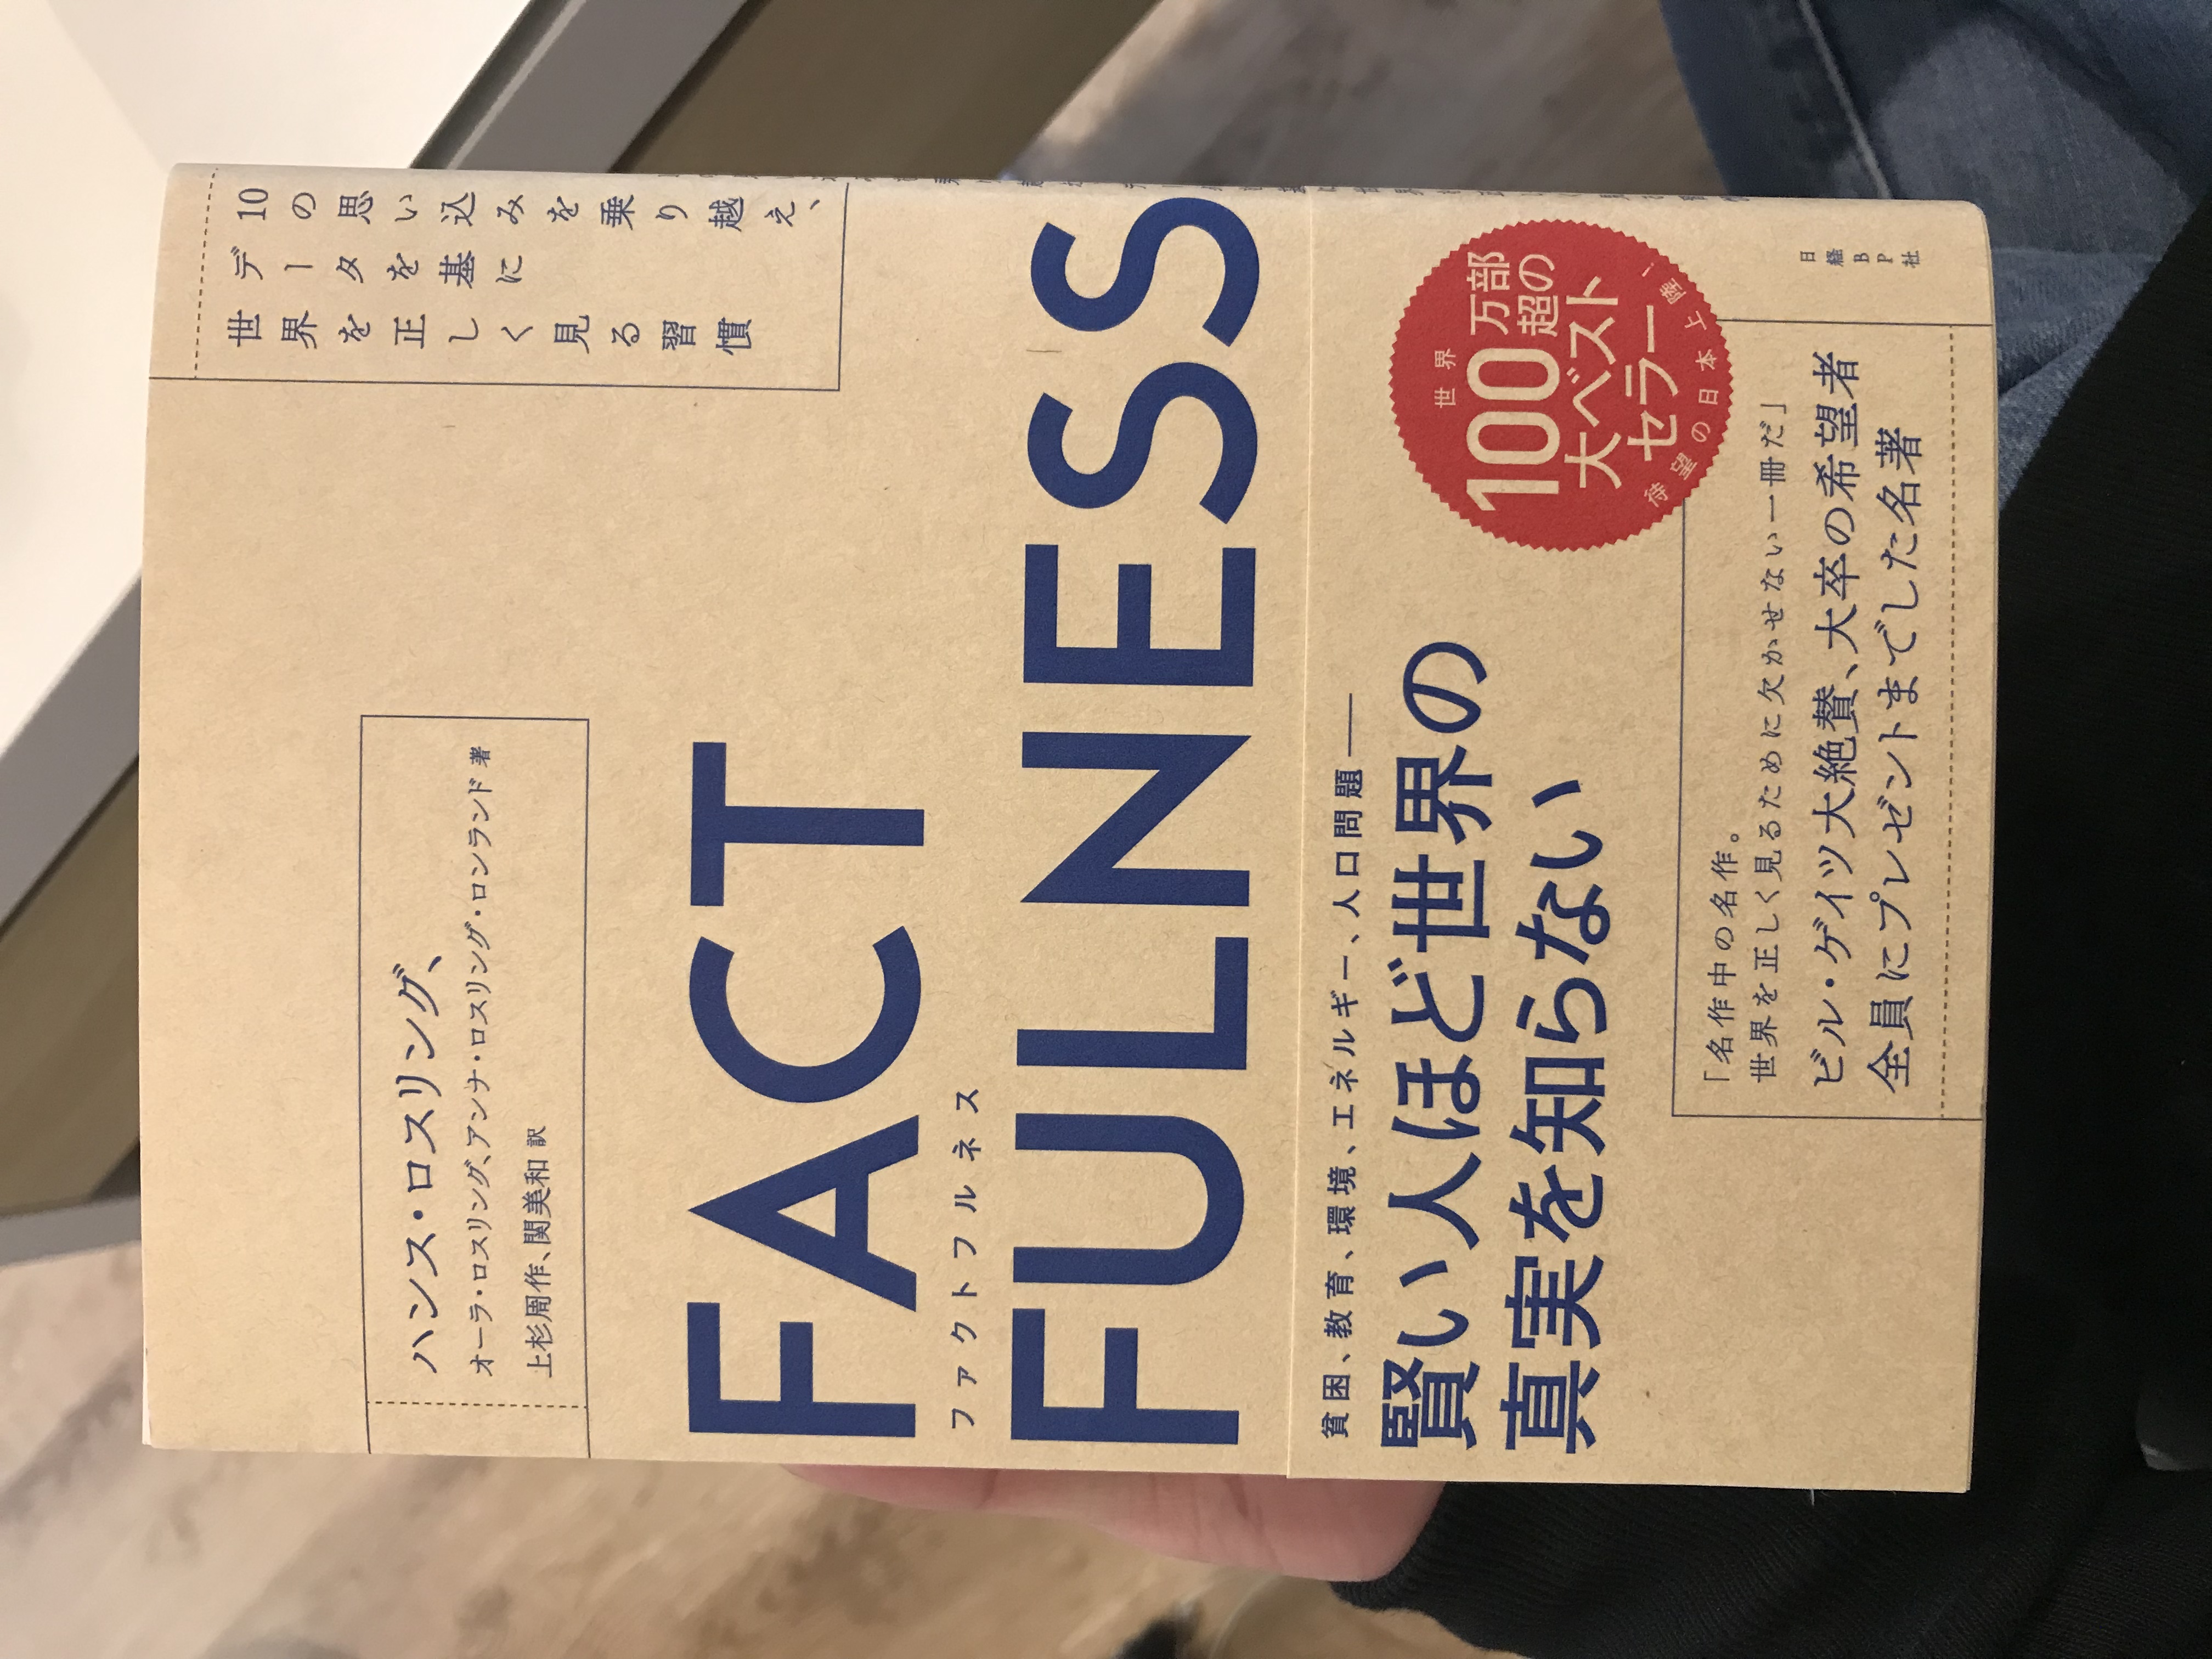 10の思い込みを乗り越え、
データを基に
世界を正しく見る習慣
ハンス・ロスリング、
オーラ・ロスリング、アンナ・ロスリング・ロンランド 著
上杉周作、関美和 訳
FACT
ファクトフルネス
FULNESS
貧困、教育、環境、エネルギー、人口問題――
賢い人ほど世界の
真実を知らない
世界
100万部
超の
大ベスト
セラー
待望の日本上陸!
「名作中の名作。
世界を正しく見るために欠かせない一冊だ」
ビル・ゲイツ大絶賛、大卒の希望者
全員にプレゼントまでした名著
日経BP社